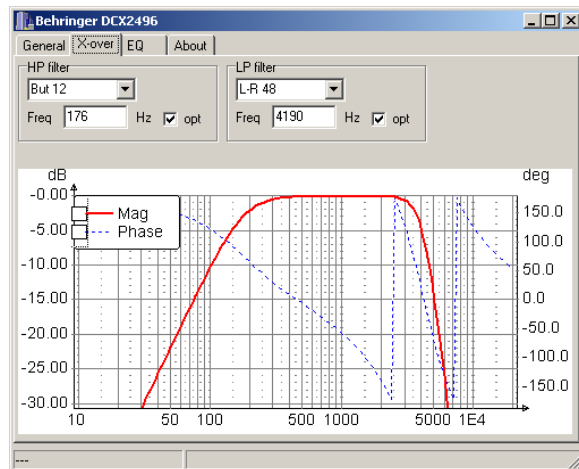 Behringer DCX2496
General X-over EQ About
HP filter
But 12
Freq 176 Hz opt
LP filter
L-R 48
Freq 4190 Hz opt
dB deg
Mag
Phase
-0.00
-5.00
-10.00
-15.00
-20.00
-25.00
-30.00
150.0
100.0
50.0
0.0
-50.0
-100.0
-150.0
10 50 100 500 1000 5000 1E4
---